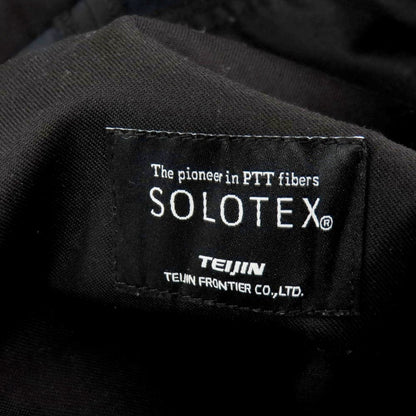 The pioneer in PTT fibers
SOLOTEX®
TEIJIN
TEIJIN FRONTIER CO.,LTD.